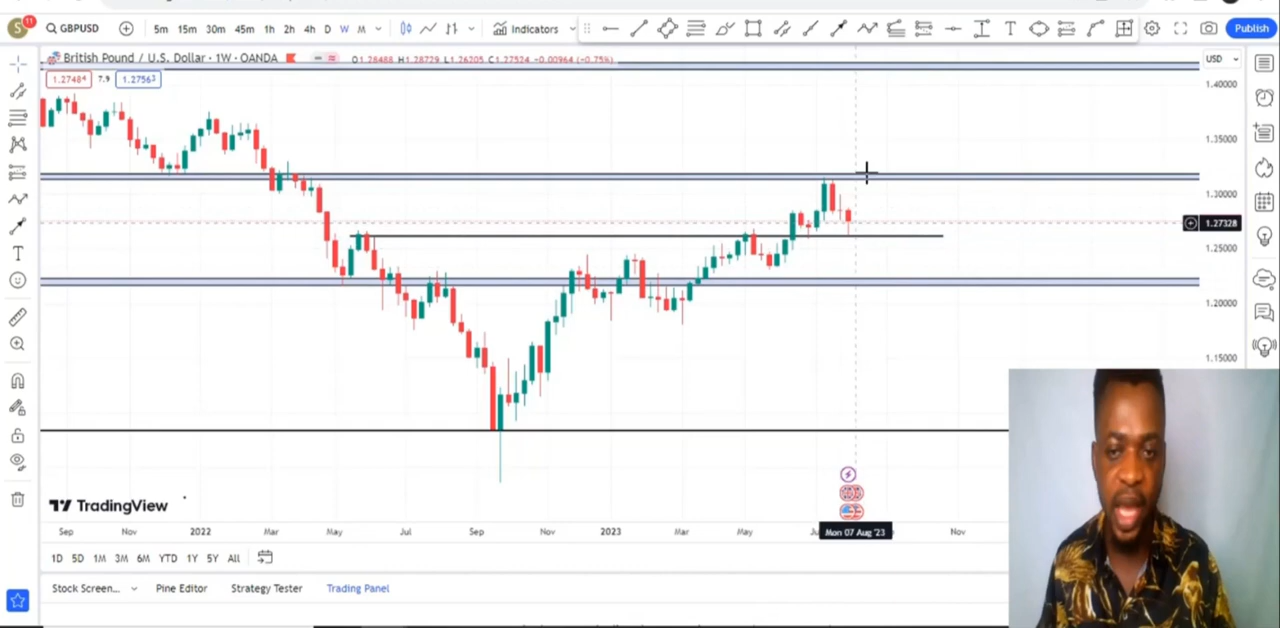 S 11 GBPUSD 5m 15m 30m 45m 1h 2h 4h D W M Indicators Publish
British Pound / U.S. Dollar · 1W · OANDA O1.28488 H1.28729 L1.26205 C1.27524 -0.00964 (-0.75%) USD
1.27484 7.9 1.27563
1.40000
1.35000
1.30000
1.27328
1.25000
1.20000
1.15000
TradingView
Sep Nov 2022 Mar May Jul Sep Nov 2023 Mar May Mon 07 Aug '23 Nov
1D 5D 1M 3M 6M YTD 1Y 5Y All
Stock Screen... Pine Editor Strategy Tester Trading Panel